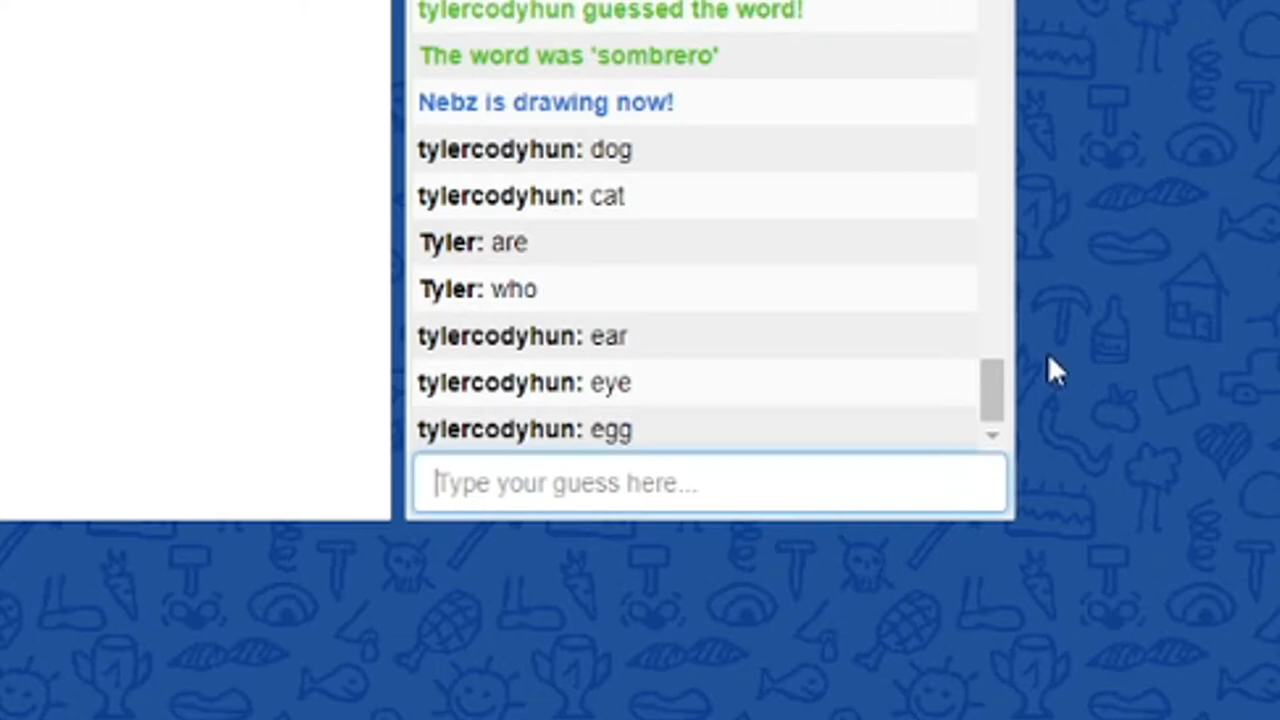 tylercodyhun guessed the word!
The word was 'sombrero'
Nebz is drawing now!
tylercodyhun: dog
tylercodyhun: cat
Tyler: are
Tyler: who
tylercodyhun: ear
tylercodyhun: eye
tylercodyhun: egg
Type your guess here...